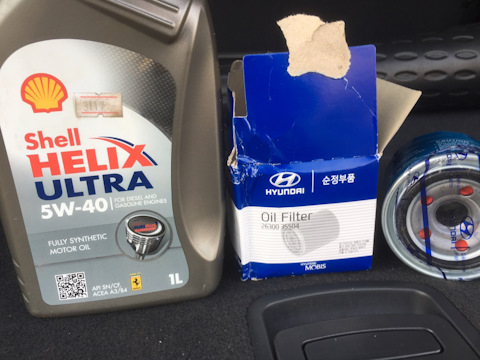 Shell
HELIX
ULTRA
5W-40
FOR DIESEL AND
GASOLINE ENGINES
FULLY SYNTHETIC
MOTOR OIL
API SN/CF
ACEA A3/B4
1L
HYUNDAI
순정부품
Oil Filter
26300 35504
MOBIS